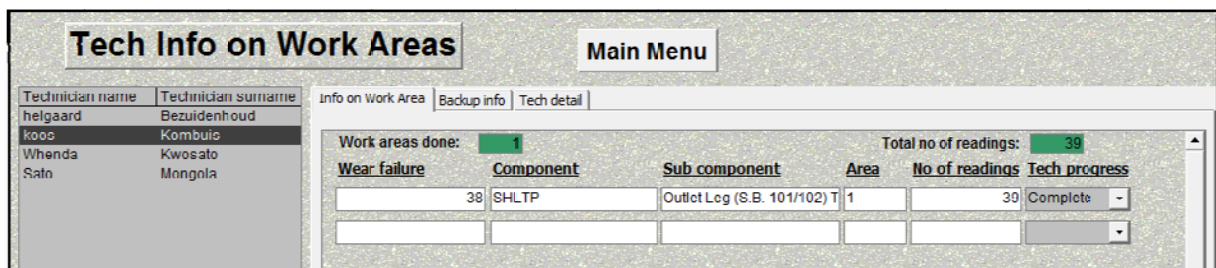 Tech Info on Work Areas
Main Menu
Technician name Technician surname
helgaard Bezuidenhoud
koos Kombuis
Whenda Kwosato
Sato Mongola
Info on Work Area Backup info Tech detail
Work areas done: 1 Total no of readings: 39
Wear failure Component Sub component Area No of readings Tech progress
38 SHLTP Outlet Leg (S.B. 101/102) T 1 39 Complete